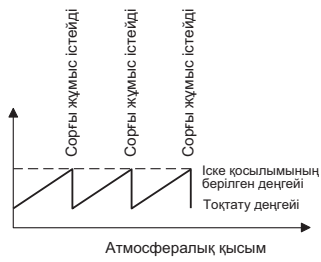 Сорғы жұмыс істейді
Сорғы жұмыс істейді
Сорғы жұмыс істейді
Іске қосылымының
берілген деңгейі
Тоқтату деңгейі
Атмосфералық қысым